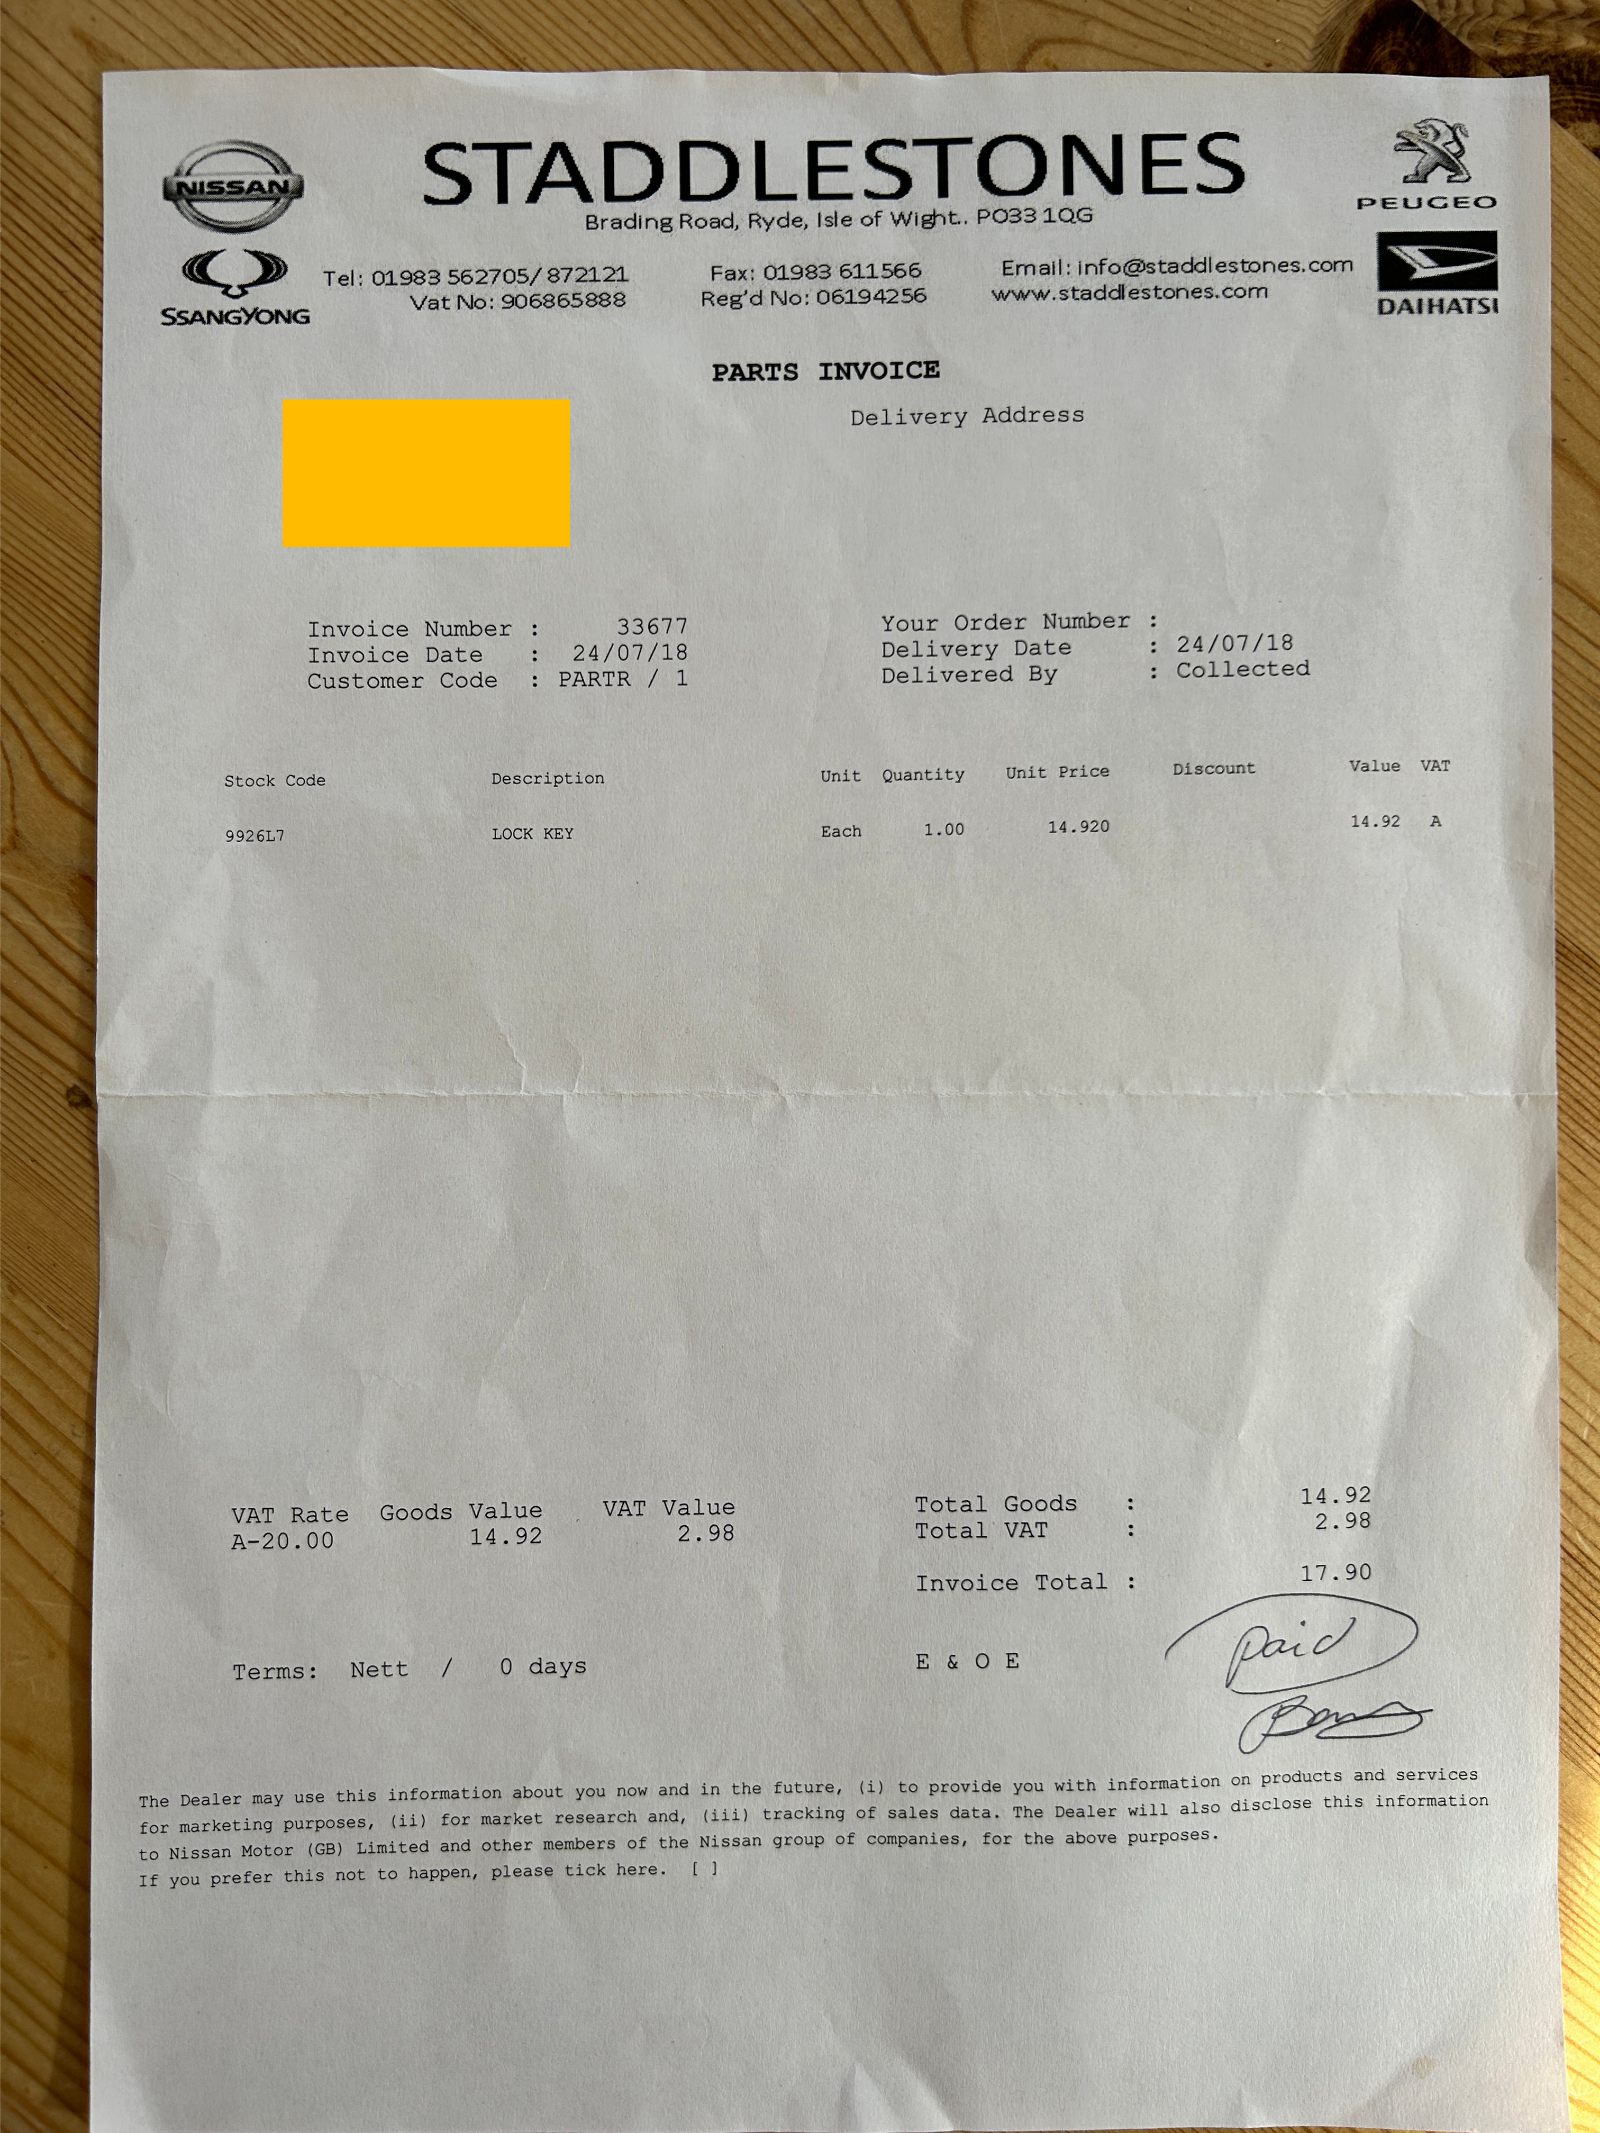 STADDLESTONES
Brading Road, Ryde, Isle of Wight.. PO33 1QG
NISSAN
PEUGEO
SSANGYONG
DAIHATSI
Tel: 01983 562705/872121 Fax: 01983 611566 Email: info@staddlestones.com
Vat No: 906865888 Reg'd No: 06194256 www.staddlestones.com
PARTS INVOICE
Delivery Address
Invoice Number : 33677
Invoice Date : 24/07/18
Customer Code : PARTR / 1
Your Order Number :
Delivery Date : 24/07/18
Delivered By : Collected
Stock Code Description Unit Quantity Unit Price Discount Value VAT
9926L7 LOCK KEY Each 1.00 14.920 14.92 A
VAT Rate Goods Value VAT Value
A-20.00 14.92 2.98
Total Goods : 14.92
Total VAT : 2.98
Invoice Total : 17.90
paid
Terms: Nett / 0 days
E & O E
The Dealer may use this information about you now and in the future, (i) to provide you with information on products and services
for marketing purposes, (ii) for market research and, (iii) tracking of sales data. The Dealer will also disclose this information
to Nissan Motor (GB) Limited and other members of the Nissan group of companies, for the above purposes.
If you prefer this not to happen, please tick here. [ ]